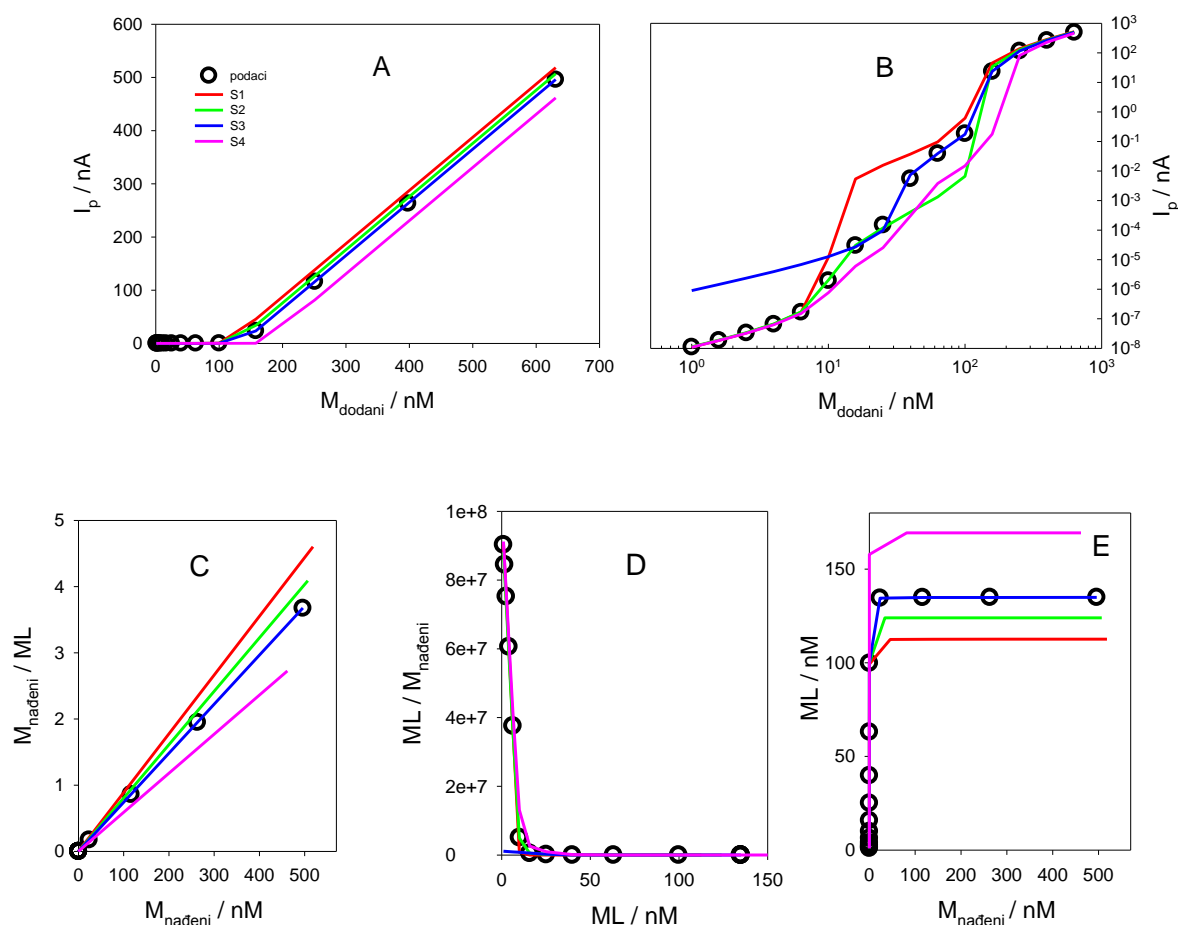 A
I_p / nA
600
500
400
300
200
100
0
podaci
S1
S2
S3
S4
0 100 200 300 400 500 600 700
M_dodani / nM
B
10^3
10^2
10^1
10^0
10^-1
10^-2
10^-3
10^-4
10^-5
10^-6
10^-7
10^-8
I_p / nA
10^0 10^1 10^2 10^3
M_dodani / nM
C
M_nađeni / ML
5
4
3
2
1
0
0 100 200 300 400 500
M_nađeni / nM
D
ML / M_nađeni
1e+8
8e+7
6e+7
4e+7
2e+7
0
0 50 100 150
ML / nM
E
ML / nM
150
100
50
0
0 100 200 300 400 500
M_nađeni / nM